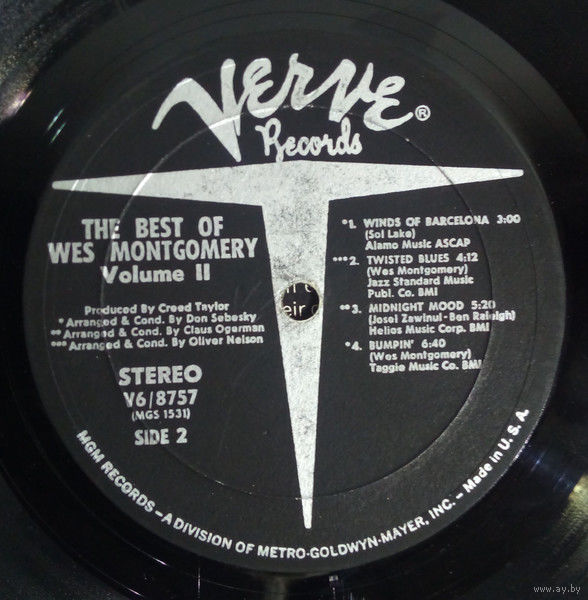 Verve®
Records
THE BEST OF
WES MONTGOMERY
Volume II
Produced By Creed Taylor
*Arranged & Cond. By Don Sebesky
**Arranged & Cond. By Claus Ogerman
***Arranged & Cond. By Oliver Nelson
STEREO
V6/8757
(MGS 1531)
SIDE 2
*1. WINDS OF BARCELONA 3:00
(Sol Lake)
Alamo Music ASCAP
***2. TWISTED BLUES 4:12
(Wes Montgomery)
Jazz Standard Music
Publ. Co. BMI
**3. MIDNIGHT MOOD 5:20
(Josei Zawinul-Ben Raleigh)
Helios Music Corp. BMI
*4. BUMPIN' 6:40
(Wes Montgomery)
Taggie Music Co. BMI
MGM RECORDS—A DIVISION OF METRO-GOLDWYN-MAYER, INC.—Made in U.S.A.
www.ay.by